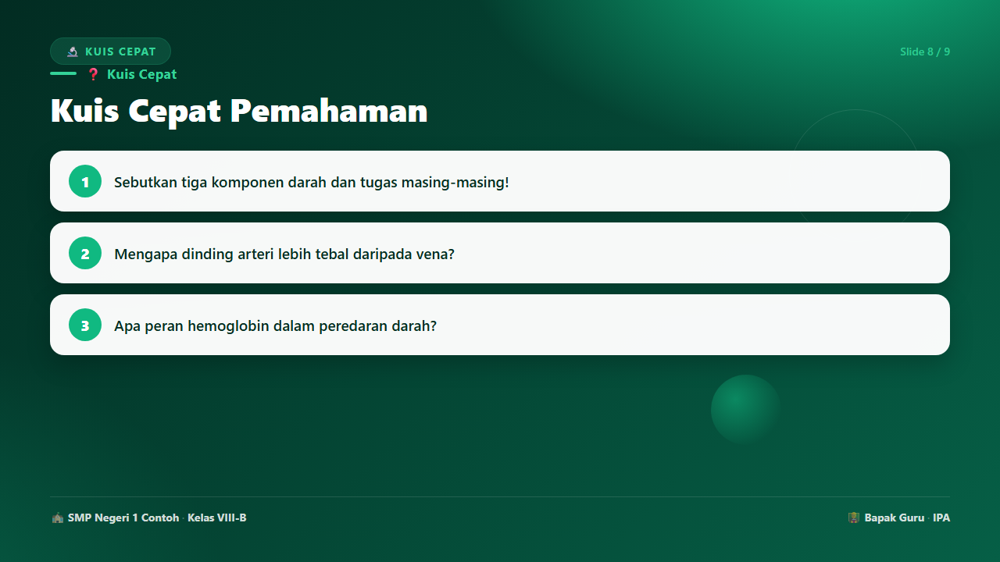 KUIS CEPAT
Slide 8 / 9
Kuis Cepat
Kuis Cepat Pemahaman
1 Sebutkan tiga komponen darah dan tugas masing-masing!
2 Mengapa dinding arteri lebih tebal daripada vena?
3 Apa peran hemoglobin dalam peredaran darah?
SMP Negeri 1 Contoh · Kelas VIII-B
Bapak Guru · IPA